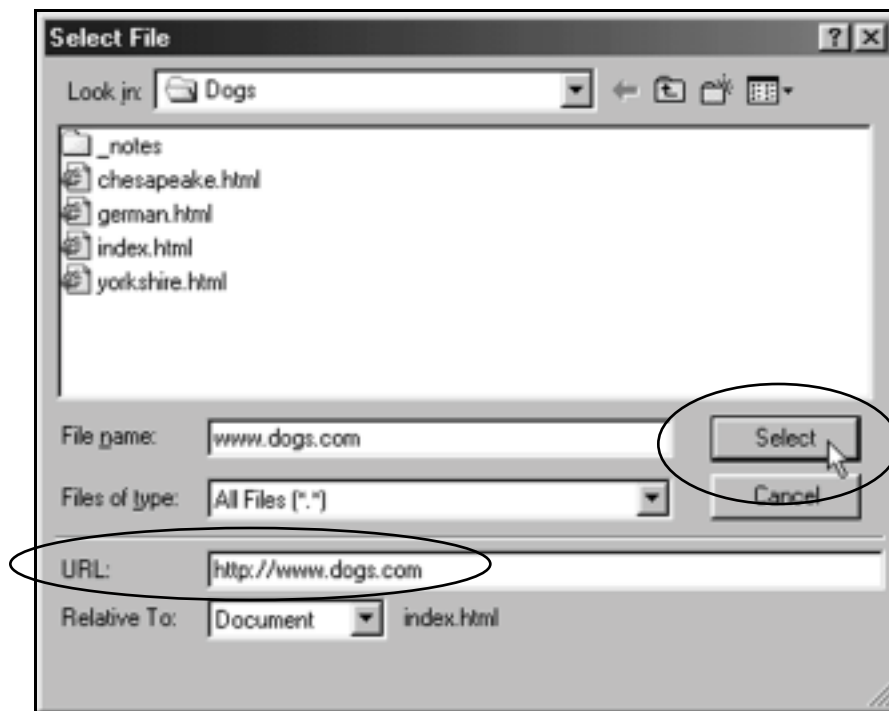 Select File
Look in: Dogs
_notes
chesapeake.html
german.html
index.html
yorkshire.html
File name: www.dogs.com Select
Files of type: All Files (*.*) Cancel
URL: http://www.dogs.com
Relative To: Document index.html